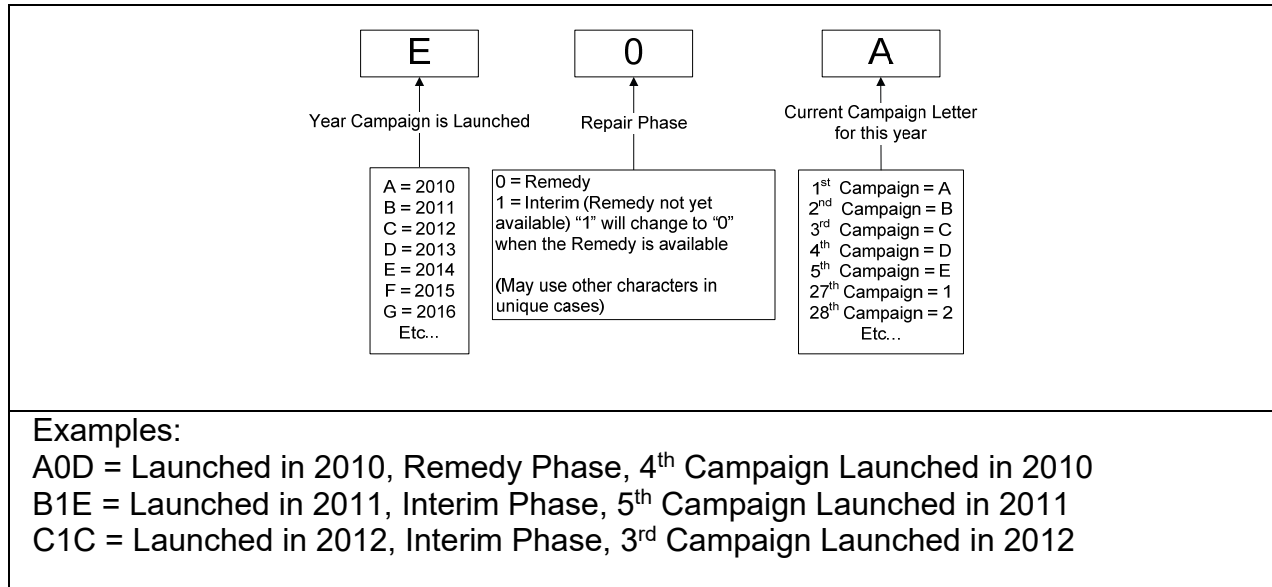 E 0 A
Year Campaign is Launched
Repair Phase
Current Campaign Letter
for this year
A = 2010
B = 2011
C = 2012
D = 2013
E = 2014
F = 2015
G = 2016
Etc...
0 = Remedy
1 = Interim (Remedy not yet
available) “1” will change to “0”
when the Remedy is available
(May use other characters in
unique cases)
1st Campaign = A
2nd Campaign = B
3rd Campaign = C
4th Campaign = D
5th Campaign = E
27th Campaign = 1
28th Campaign = 2
Etc...
Examples:
A0D = Launched in 2010, Remedy Phase, 4th Campaign Launched in 2010
B1E = Launched in 2011, Interim Phase, 5th Campaign Launched in 2011
C1C = Launched in 2012, Interim Phase, 3rd Campaign Launched in 2012